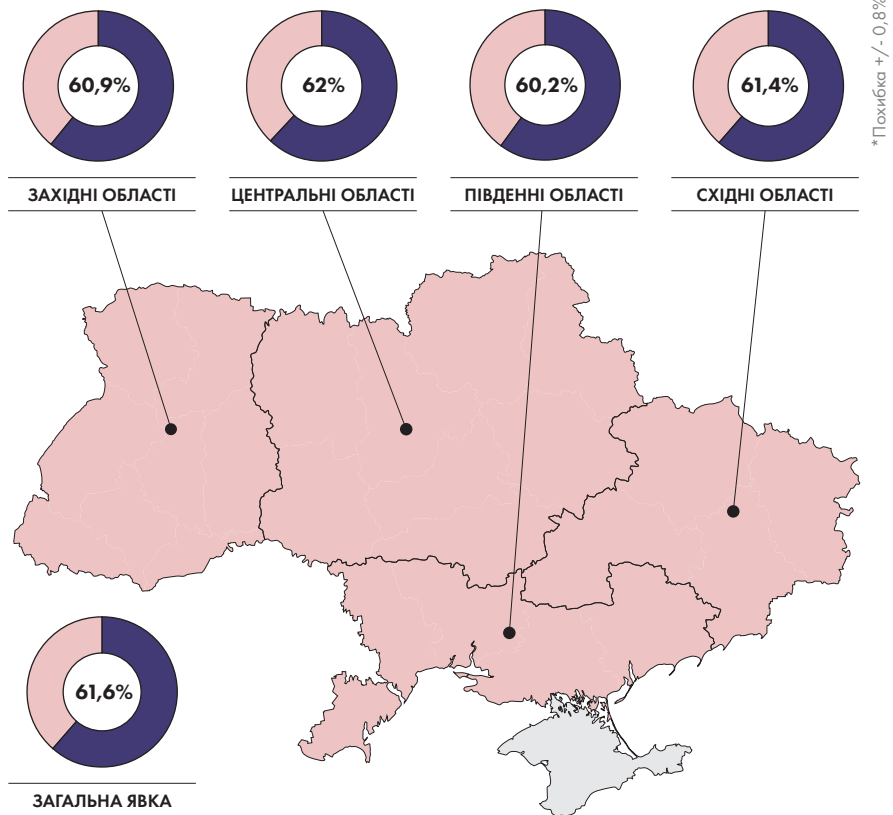 60,9%
62%
60,2%
61,4%
*Похибка +/- 0,8%
ЗАХІДНІ ОБЛАСТІ
ЦЕНТРАЛЬНІ ОБЛАСТІ
ПІВДЕННІ ОБЛАСТІ
СХІДНІ ОБЛАСТІ
61,6%
ЗАГАЛЬНА ЯВКА